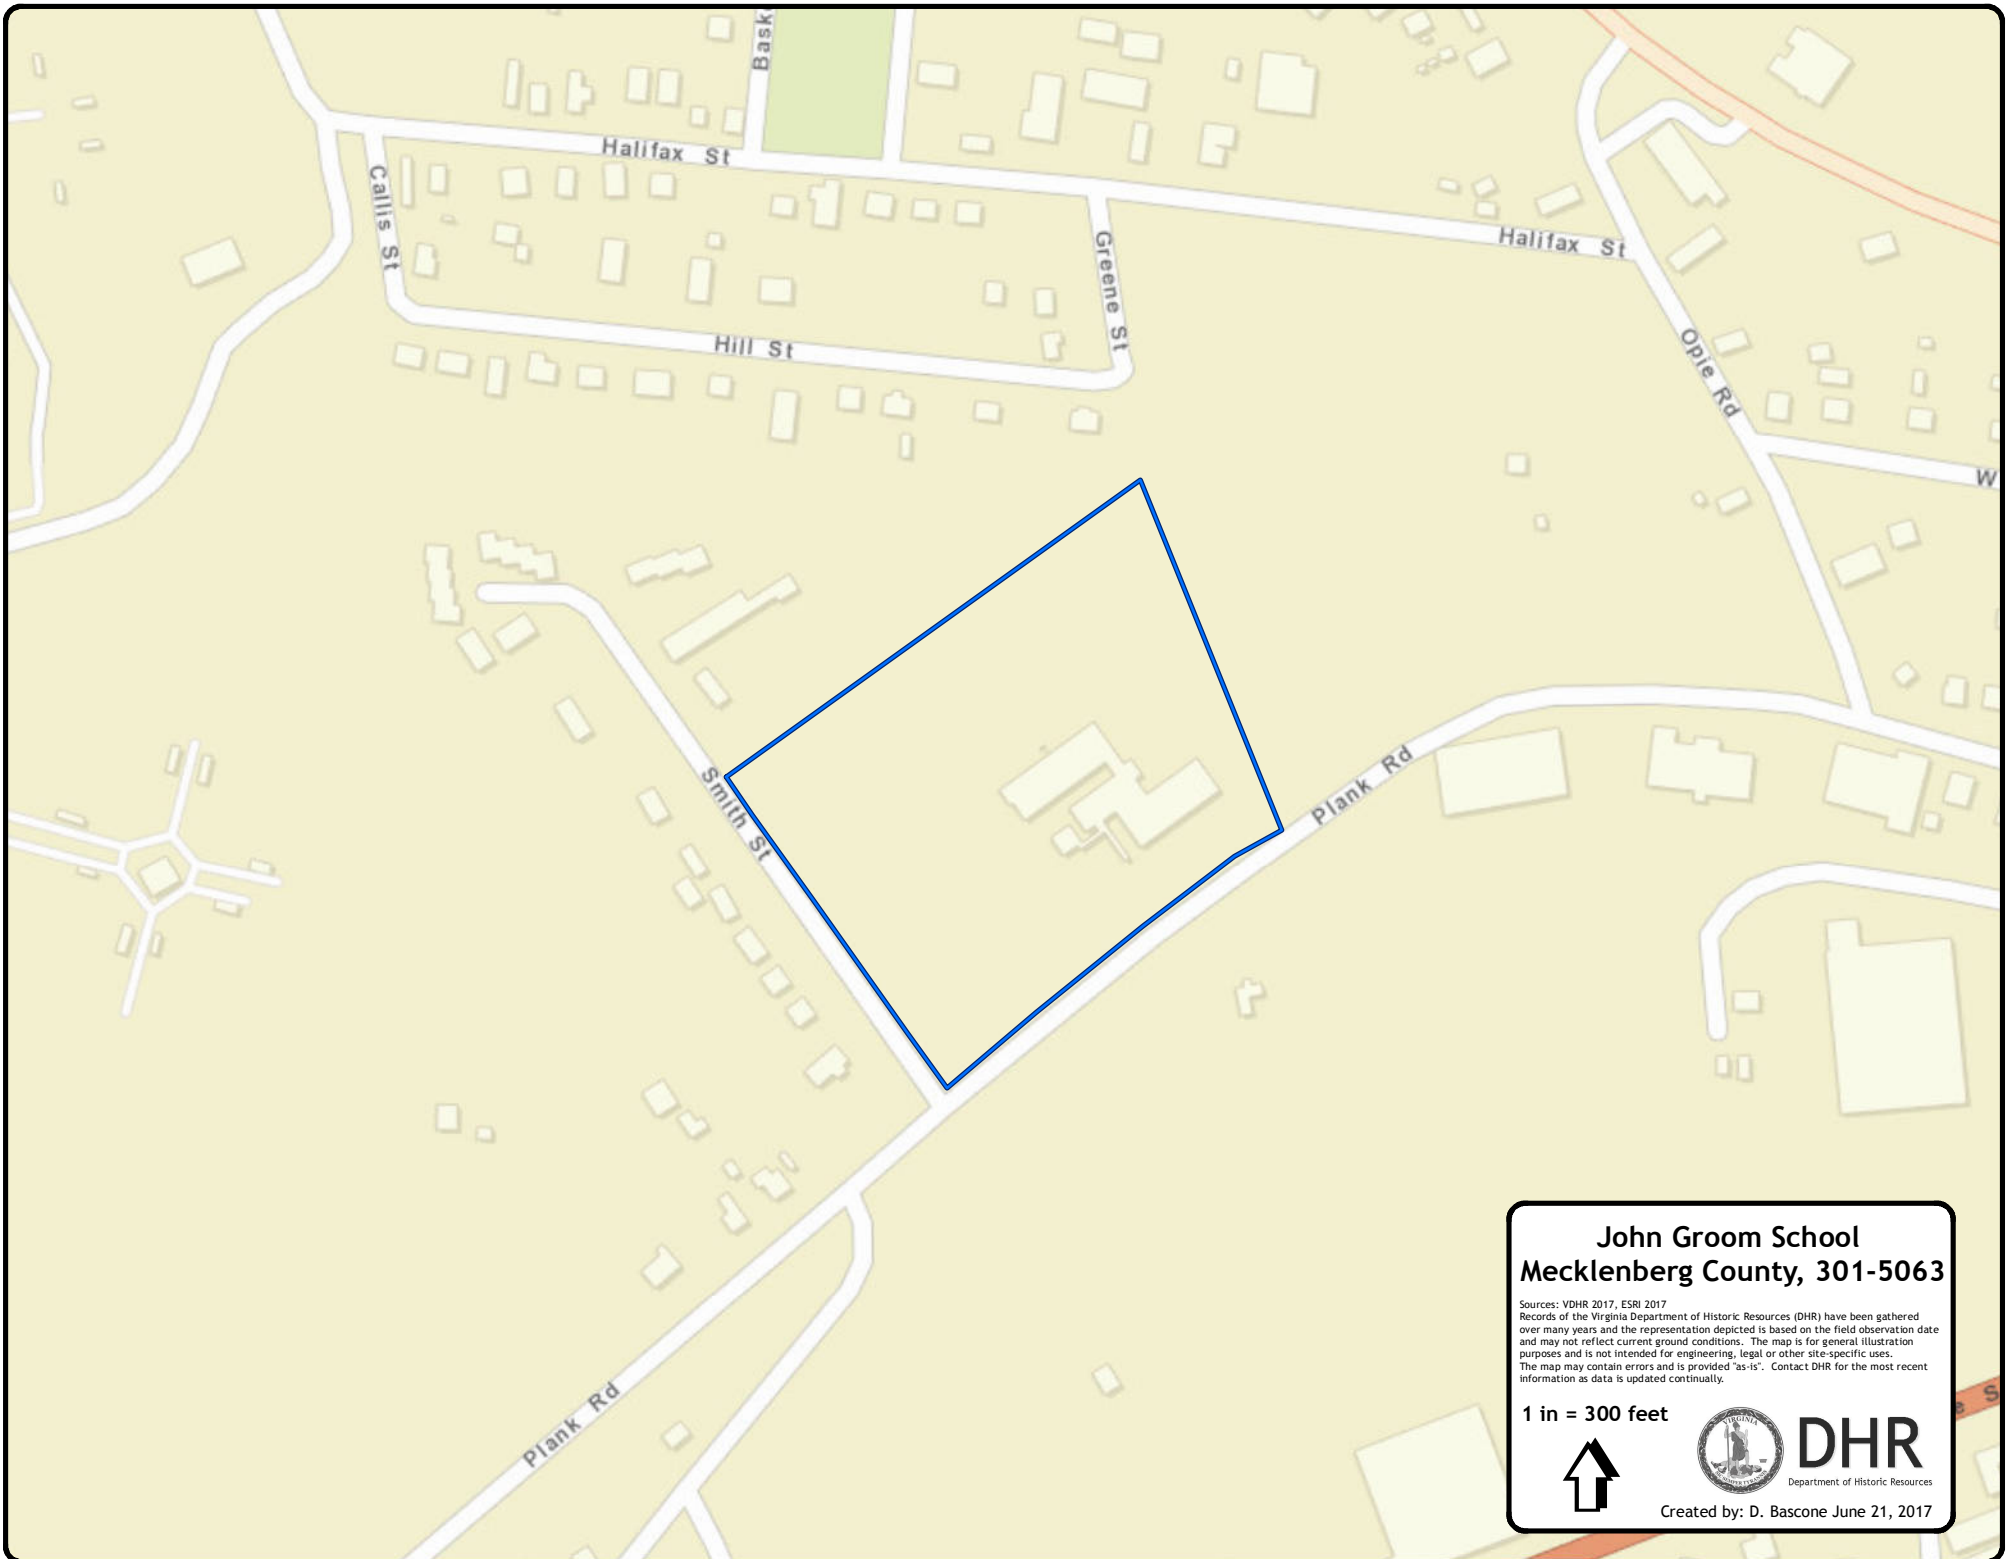 Halifax St
Callis St
Halifax St
Greene St
Hill St
Opie Rd
W
Smith St
Plank Rd
Plank Rd
John Groom School
Mecklenberg County, 301-5063
Sources: VDHR 2017, ESRI 2017
Records of the Virginia Department of Historic Resources (DHR) have been gathered
over many years and the representation depicted is based on the field observation date
and may not reflect current ground conditions. The map is for general illustration
purposes and is not intended for engineering, legal or other site-specific uses.
The map may contain errors and is provided "as-is". Contact DHR for the most recent
information as data is updated continually.
1 in = 300 feet
VIRGINIA
DHR
Department of Historic Resources
Created by: D. Bascone June 21, 2017